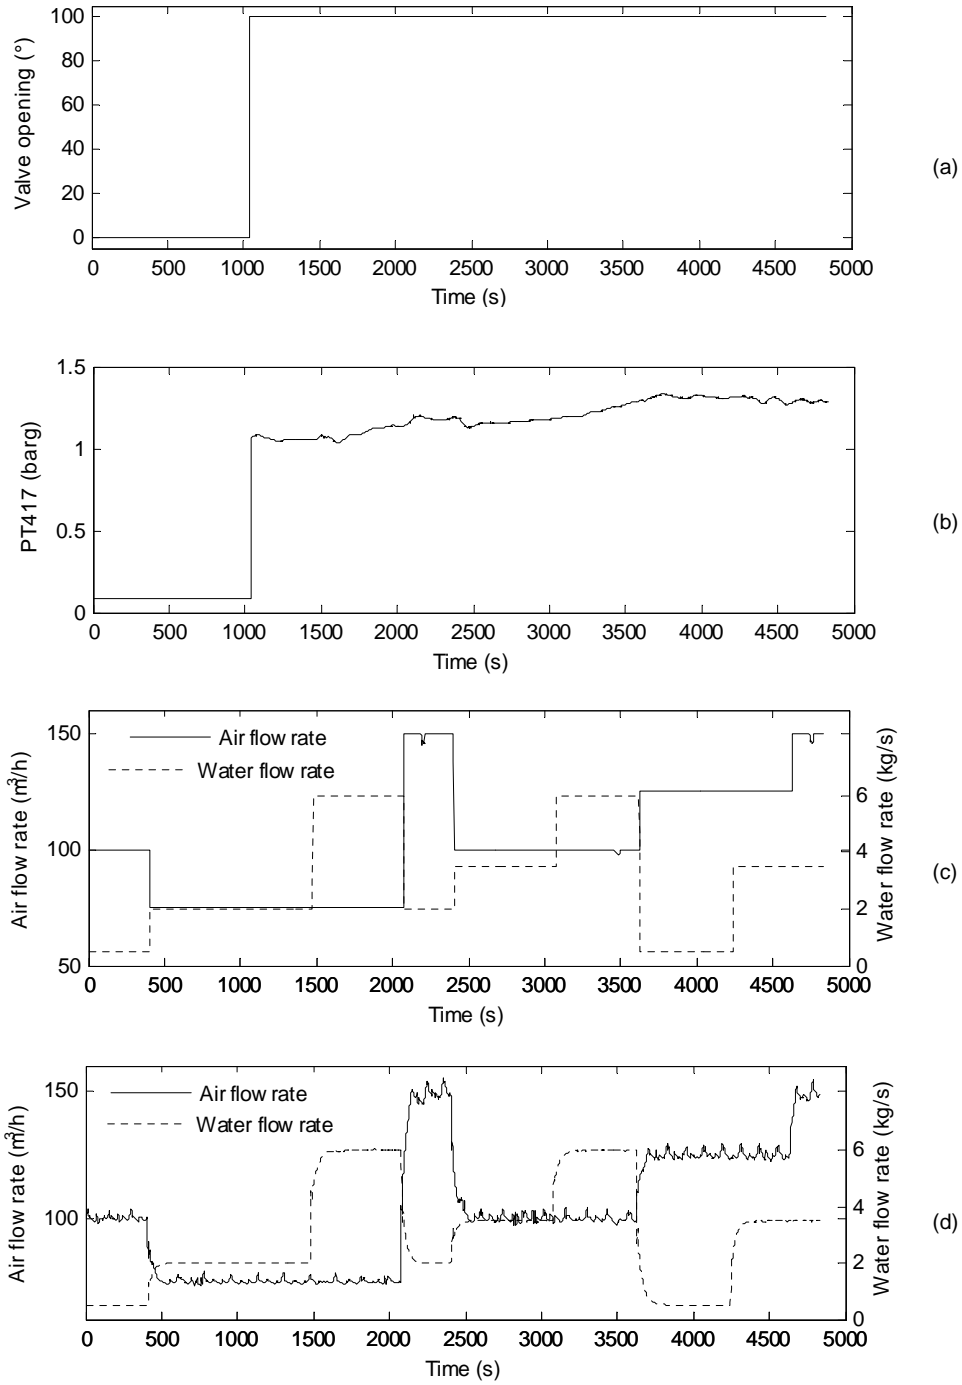 100
80
60
40
20
0
Valve opening (°)
0 500 1000 1500 2000 2500 3000 3500 4000 4500 5000
Time (s)
(a)
1.5
1
0.5
0
PT417 (barg)
0 500 1000 1500 2000 2500 3000 3500 4000 4500 5000
Time (s)
(b)
150
100
50
Air flow rate (m³/h)
Air flow rate
Water flow rate
6
4
2
0
Water flow rate (kg/s)
0 500 1000 1500 2000 2500 3000 3500 4000 4500 5000
Time (s)
(c)
150
100
Air flow rate (m³/h)
Air flow rate
Water flow rate
6
4
2
0
Water flow rate (kg/s)
0 500 1000 1500 2000 2500 3000 3500 4000 4500 5000
Time (s)
(d)